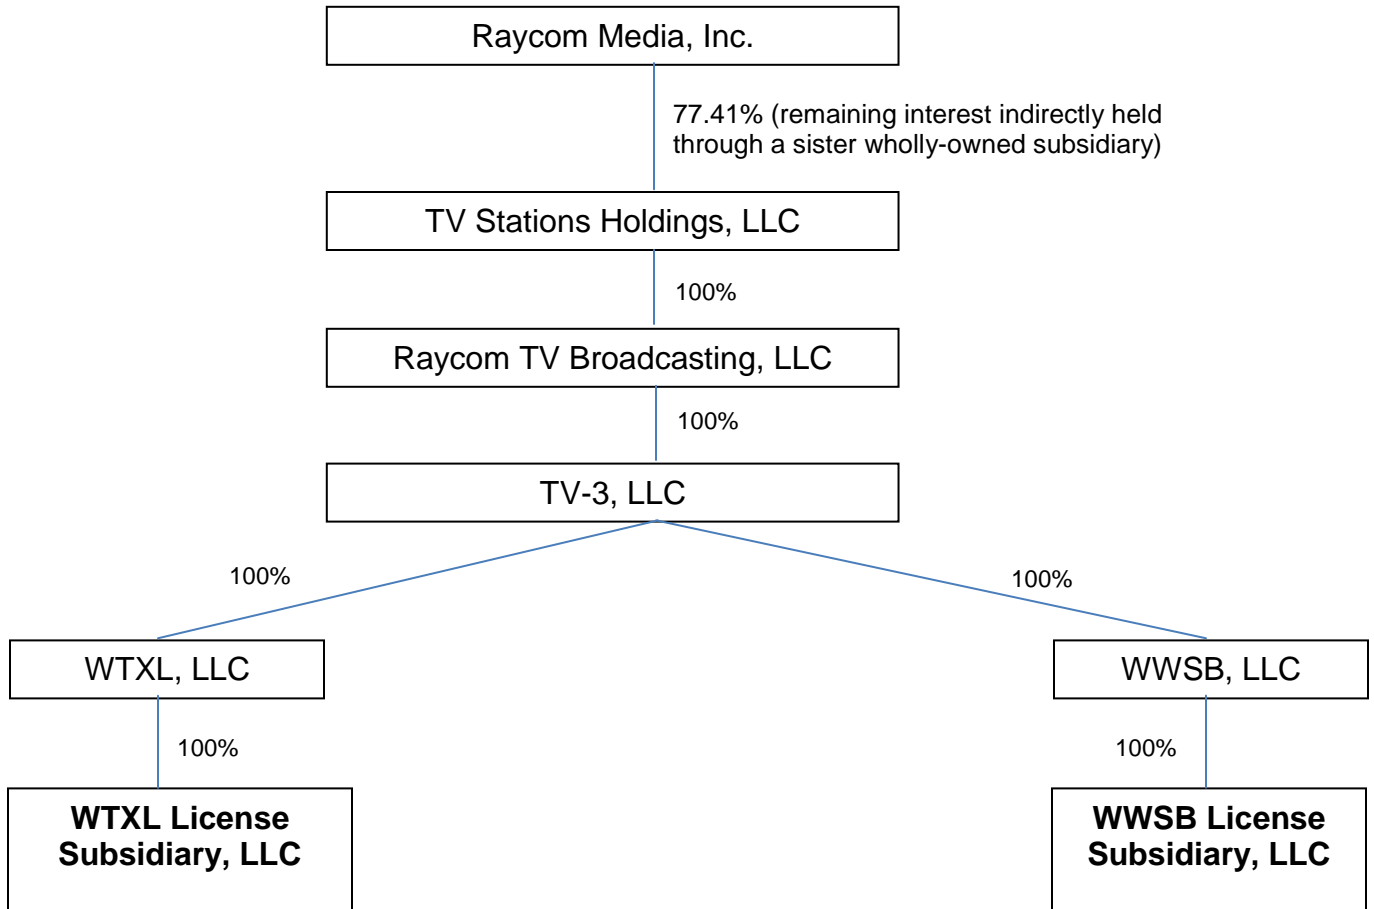 Raycom Media, Inc.
77.41% (remaining interest indirectly held
through a sister wholly-owned subsidiary)
TV Stations Holdings, LLC
100%
Raycom TV Broadcasting, LLC
100%
TV-3, LLC
100%
100%
WTXL, LLC
WWSB, LLC
100%
100%
WTXL License
Subsidiary, LLC
WWSB License
Subsidiary, LLC